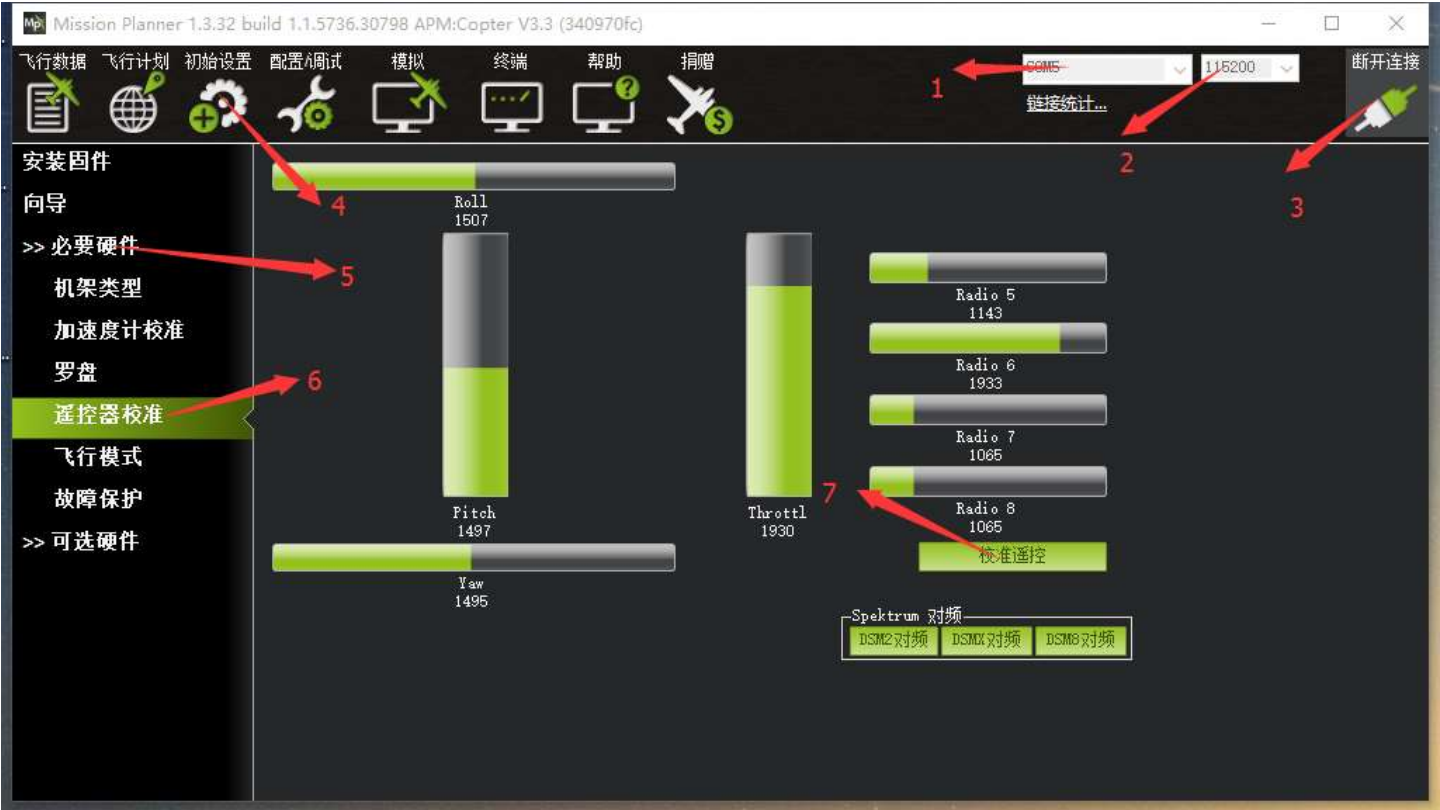 Mission Planner 1.3.32 build 1.1.5736.30798 APM:Copter V3.3 (340970fc)
飞行数据 飞行计划 初始设置 配置/调试 模拟 终端 帮助 捐赠
COM5 115200 断开连接
链接统计...
1
2
3
4
5
6
7
安装固件
向导
>> 必要硬件
机架类型
加速度计校准
罗盘
遥控器校准
飞行模式
故障保护
>> 可选硬件
Roll
1507
Pitch
1497
Throttl
1930
Yaw
1495
Radio 5
1143
Radio 6
1933
Radio 7
1065
Radio 8
1065
校准遥控
Spektrum 对频
DSM2对频 DSMX对频 DSM8对频